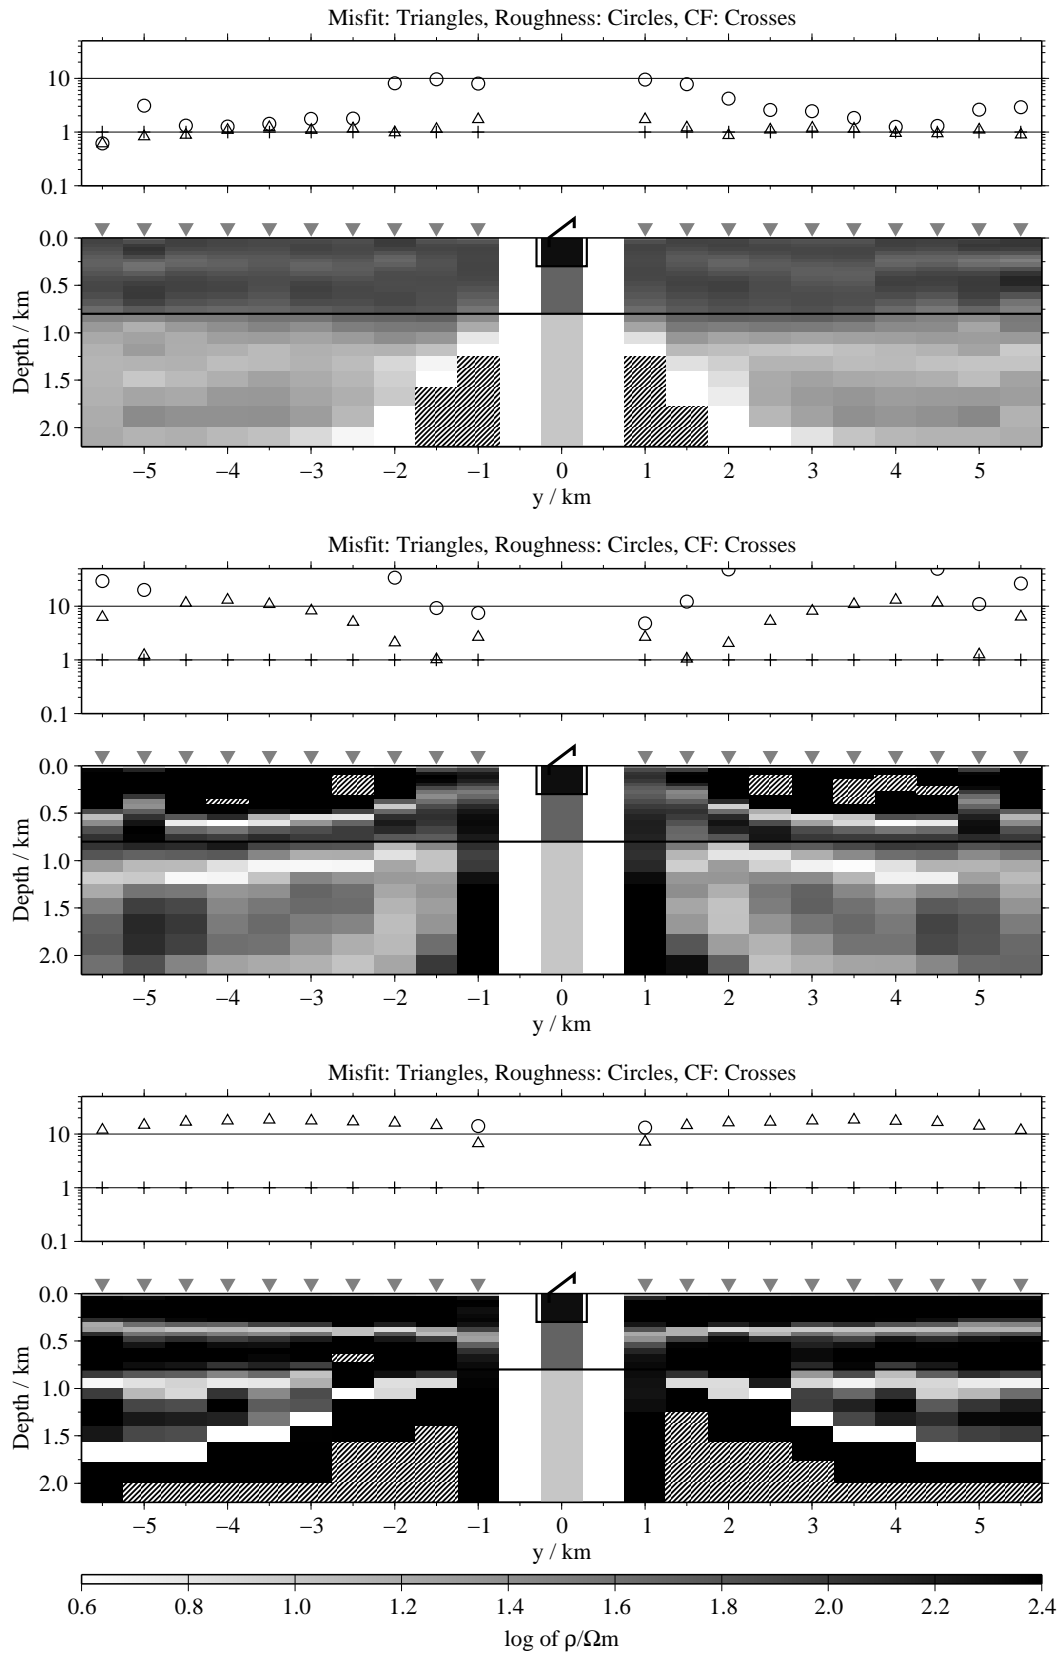 Misfit: Triangles, Roughness: Circles, CF: Crosses
10
1
0.1
0.0
0.5
1.0
1.5
2.0
Depth / km
−5 −4 −3 −2 −1 0 1 2 3 4 5
y / km
Misfit: Triangles, Roughness: Circles, CF: Crosses
10
1
0.1
0.0
0.5
1.0
1.5
2.0
Depth / km
−5 −4 −3 −2 −1 0 1 2 3 4 5
y / km
Misfit: Triangles, Roughness: Circles, CF: Crosses
10
1
0.1
0.0
0.5
1.0
1.5
2.0
Depth / km
−5 −4 −3 −2 −1 0 1 2 3 4 5
y / km
0.6 0.8 1.0 1.2 1.4 1.6 1.8 2.0 2.2 2.4
log of ρ/Ωm